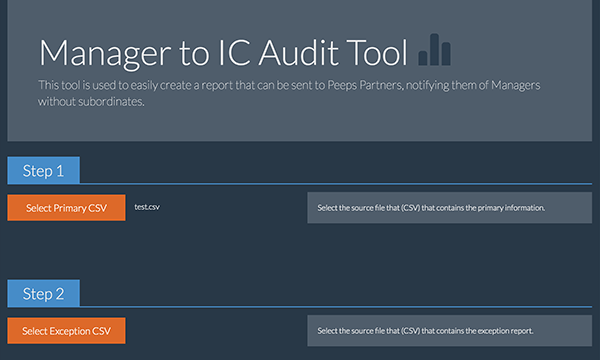 Manager to IC Audit Tool
This tool is used to easily create a report that can be sent to Peeps Partners, notifying them of Managers
without subordinates.
Step 1
Select Primary CSV
test.csv
Select the source file that (CSV) that contains the primary information.
Step 2
Select Exception CSV
Select the source file that (CSV) that contains the exception report.